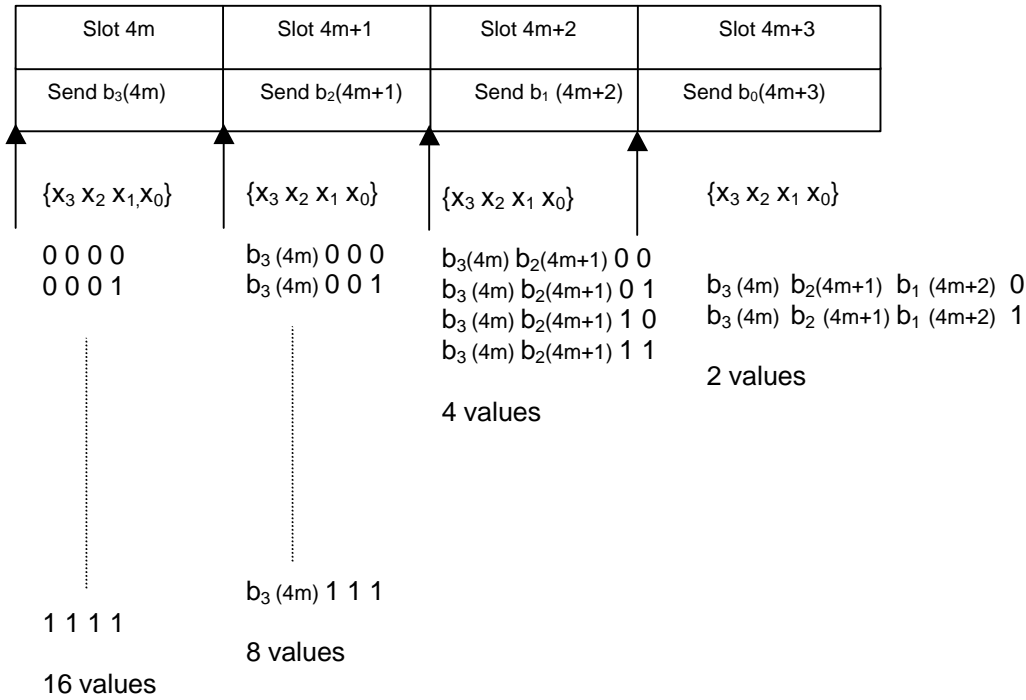 Slot 4m Slot 4m+1 Slot 4m+2 Slot 4m+3
Send b₃(4m) Send b₂(4m+1) Send b₁ (4m+2) Send b₀(4m+3)
{x₃ x₂ x₁,x₀} {x₃ x₂ x₁ x₀} {x₃ x₂ x₁ x₀} {x₃ x₂ x₁ x₀}
0 0 0 0
0 0 0 1
1 1 1 1
16 values
b₃ (4m) 0 0 0
b₃ (4m) 0 0 1
b₃ (4m) 1 1 1
8 values
b₃(4m) b₂(4m+1) 0 0
b₃ (4m) b₂(4m+1) 0 1
b₃ (4m) b₂(4m+1) 1 0
b₃ (4m) b₂(4m+1) 1 1
4 values
b₃ (4m) b₂(4m+1) b₁ (4m+2) 0
b₃ (4m) b₂ (4m+1) b₁ (4m+2) 1
2 values